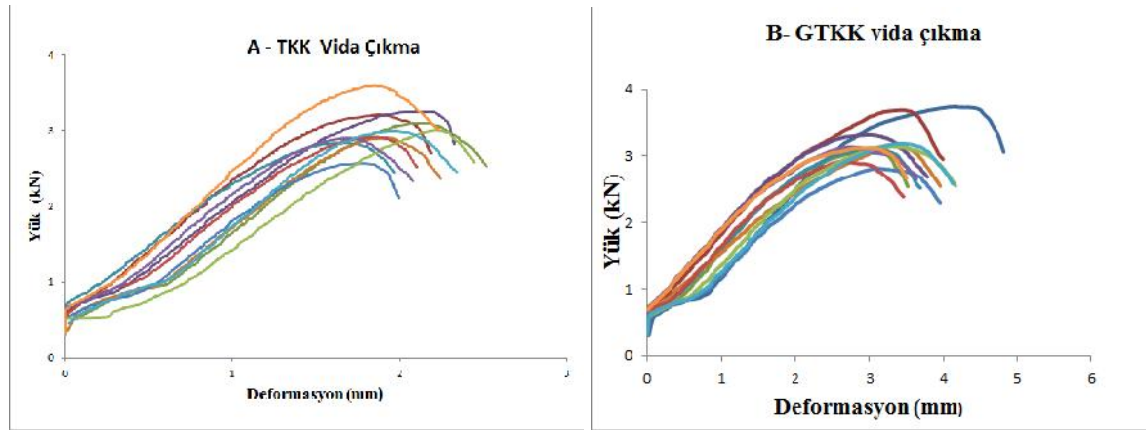 A - TKK Vida Çıkma
4
3
2
1
0
Yük (kN)
0 1 2 3
Deformasyon (mm)
B- GTKK vida çıkma
4
3
2
1
0
Yük (kN)
0 1 2 3 4 5 6
Deformasyon (mm)